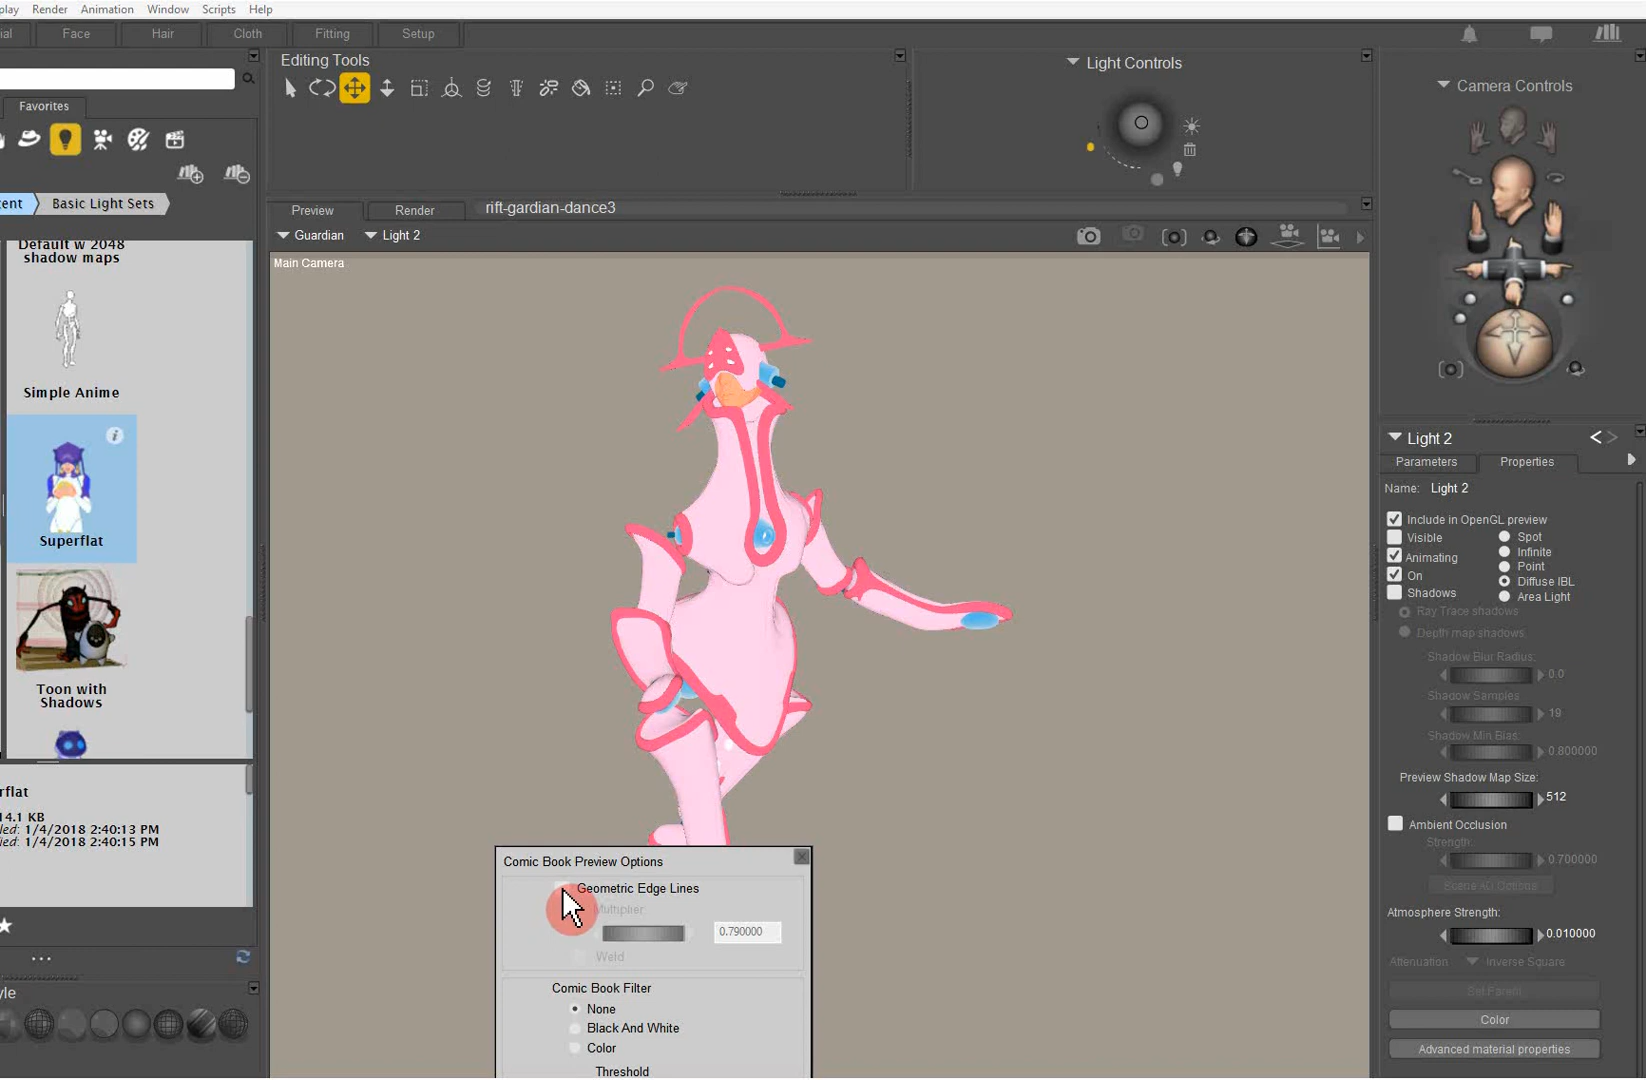 play Render Animation Window Scripts Help
ial Face Hair Cloth Fitting Setup
Editing Tools
Light Controls
Camera Controls
Favorites
ent Basic Light Sets
Preview Render rift-gardian-dance3
Guardian Light 2
Main Camera
Default w 2048
shadow maps
Simple Anime
Superflat
Toon with
Shadows
rflat
14.1 KB
led: 1/4/2018 2:40:13 PM
fied: 1/4/2018 2:40:15 PM
yle
Comic Book Preview Options
Geometric Edge Lines
Multiplier
0.790000
Weld
Comic Book Filter
None
Black And White
Color
Threshold
Light 2
Parameters Properties
Name: Light 2
Include in OpenGL preview
Visible Spot
Animating Infinite
On Point
Shadows Diffuse IBL
Area Light
Ray Trace shadows
Depth map shadows
Shadow Blur Radius:
0.0
Shadow Samples
19
Shadow Min Bias:
0.800000
Preview Shadow Map Size:
512
Ambient Occlusion
Strength:
0.700000
Scene AO Options
Atmosphere Strength:
0.010000
Attenuation Inverse Square
Set Parent
Color
Advanced material properties